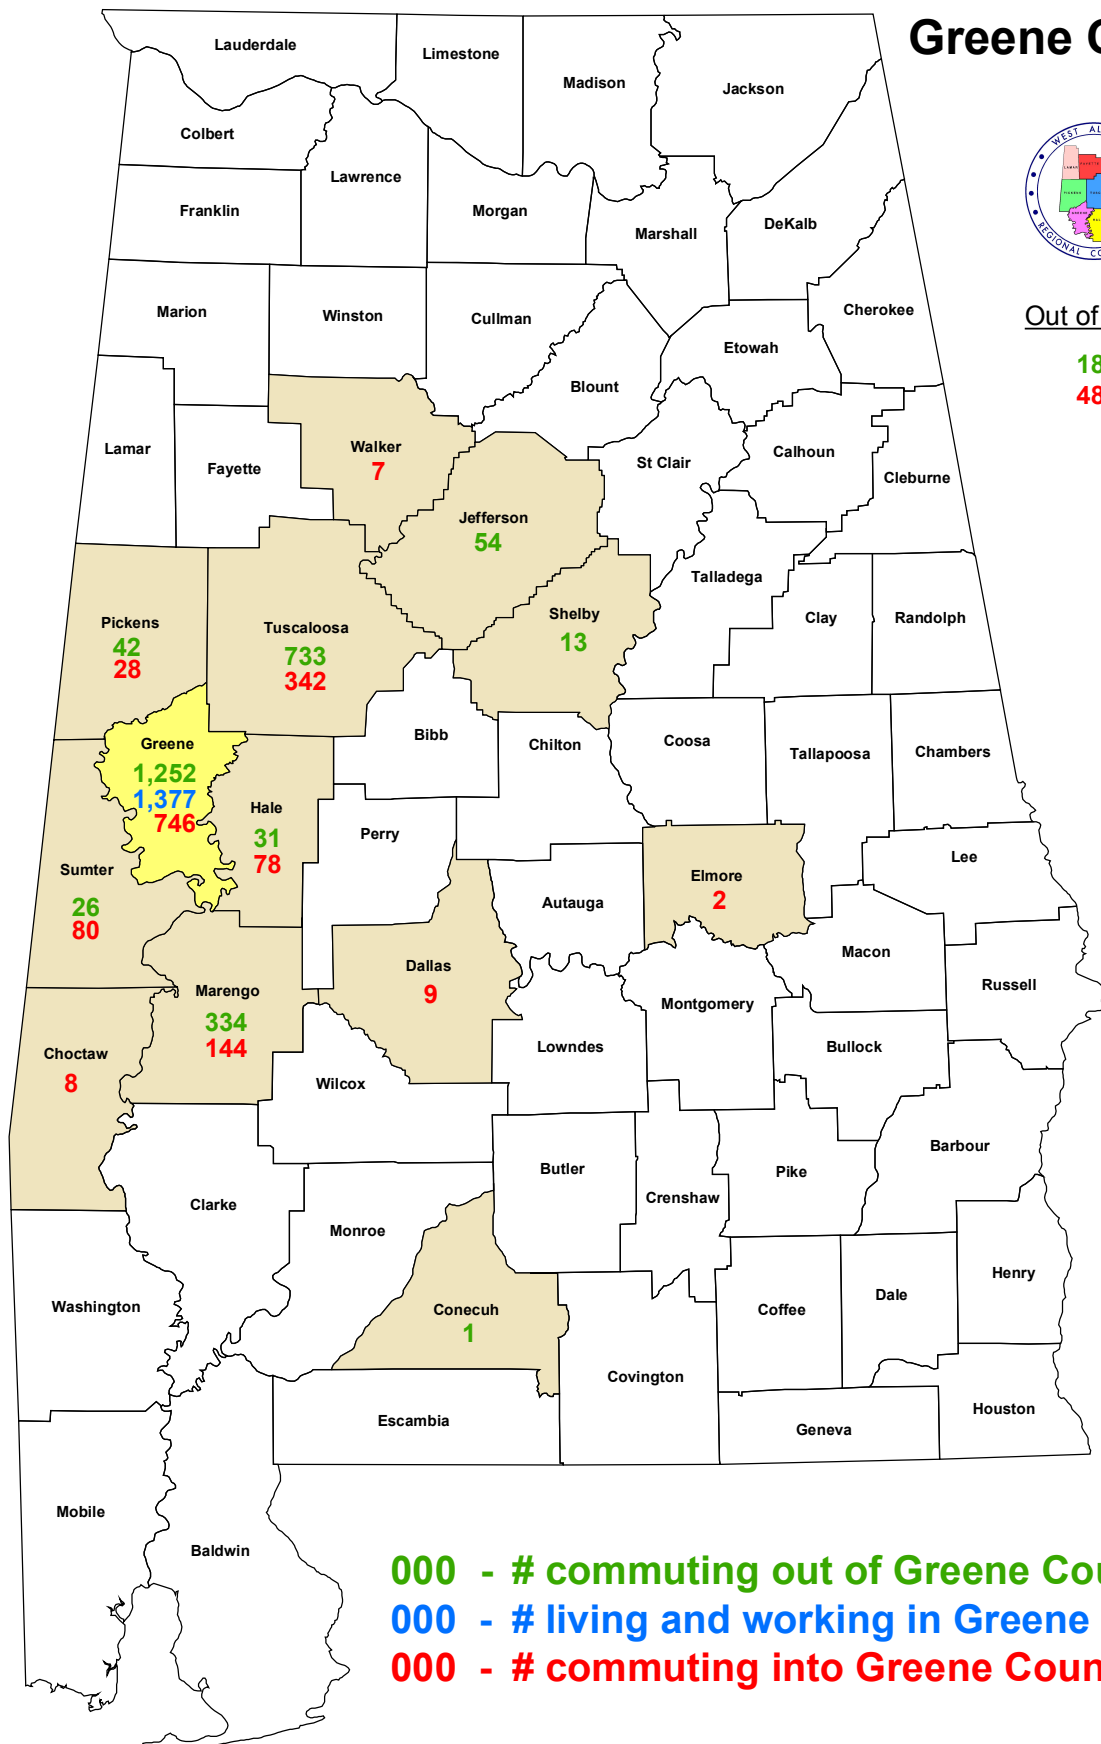 Greene C
Lauderdale
Limestone
Madison
Jackson
Colbert
Lawrence
Franklin
Morgan
Marshall
DeKalb
WEST AL
REGIONAL CO
Marion
Winston
Cullman
Cherokee
Out of
Etowah
18
48
Blount
Lamar
Fayette
Walker
7
St Clair
Calhoun
Cleburne
Jefferson
54
Talladega
Clay
Randolph
Pickens
42
28
Tuscaloosa
733
342
Shelby
13
Greene
1,252
1,377
746
Bibb
Chilton
Coosa
Tallapoosa
Chambers
Hale
31
78
Perry
Lee
Sumter
26
80
Autauga
Elmore
2
Macon
Dallas
9
Marengo
334
144
Montgomery
Russell
Choctaw
8
Lowndes
Bullock
Wilcox
Barbour
Butler
Pike
Crenshaw
Clarke
Monroe
Henry
Washington
Conecuh
1
Coffee
Dale
Covington
Escambia
Geneva
Houston
Mobile
Baldwin
000 - # commuting out of Greene Cou
000 - # living and working in Greene
000 - # commuting into Greene Coun